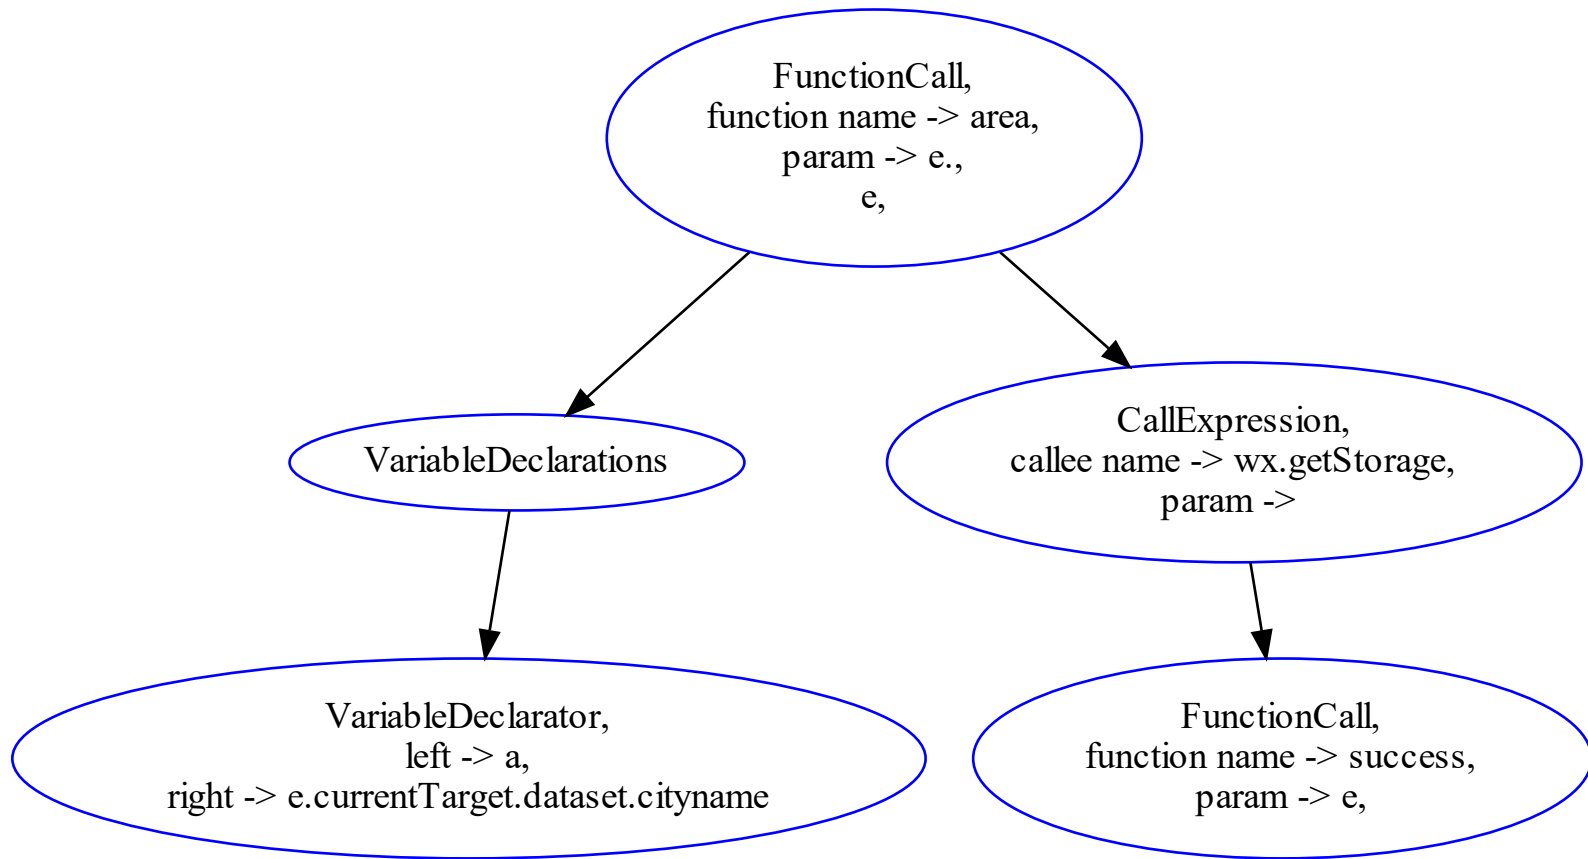 FunctionCall,
function name -> area,
param -> e.,
e,
VariableDeclarations
CallExpression,
callee name -> wx.getStorage,
param ->
VariableDeclarator,
left -> a,
right -> e.currentTarget.dataset.cityname
FunctionCall,
function name -> success,
param -> e,